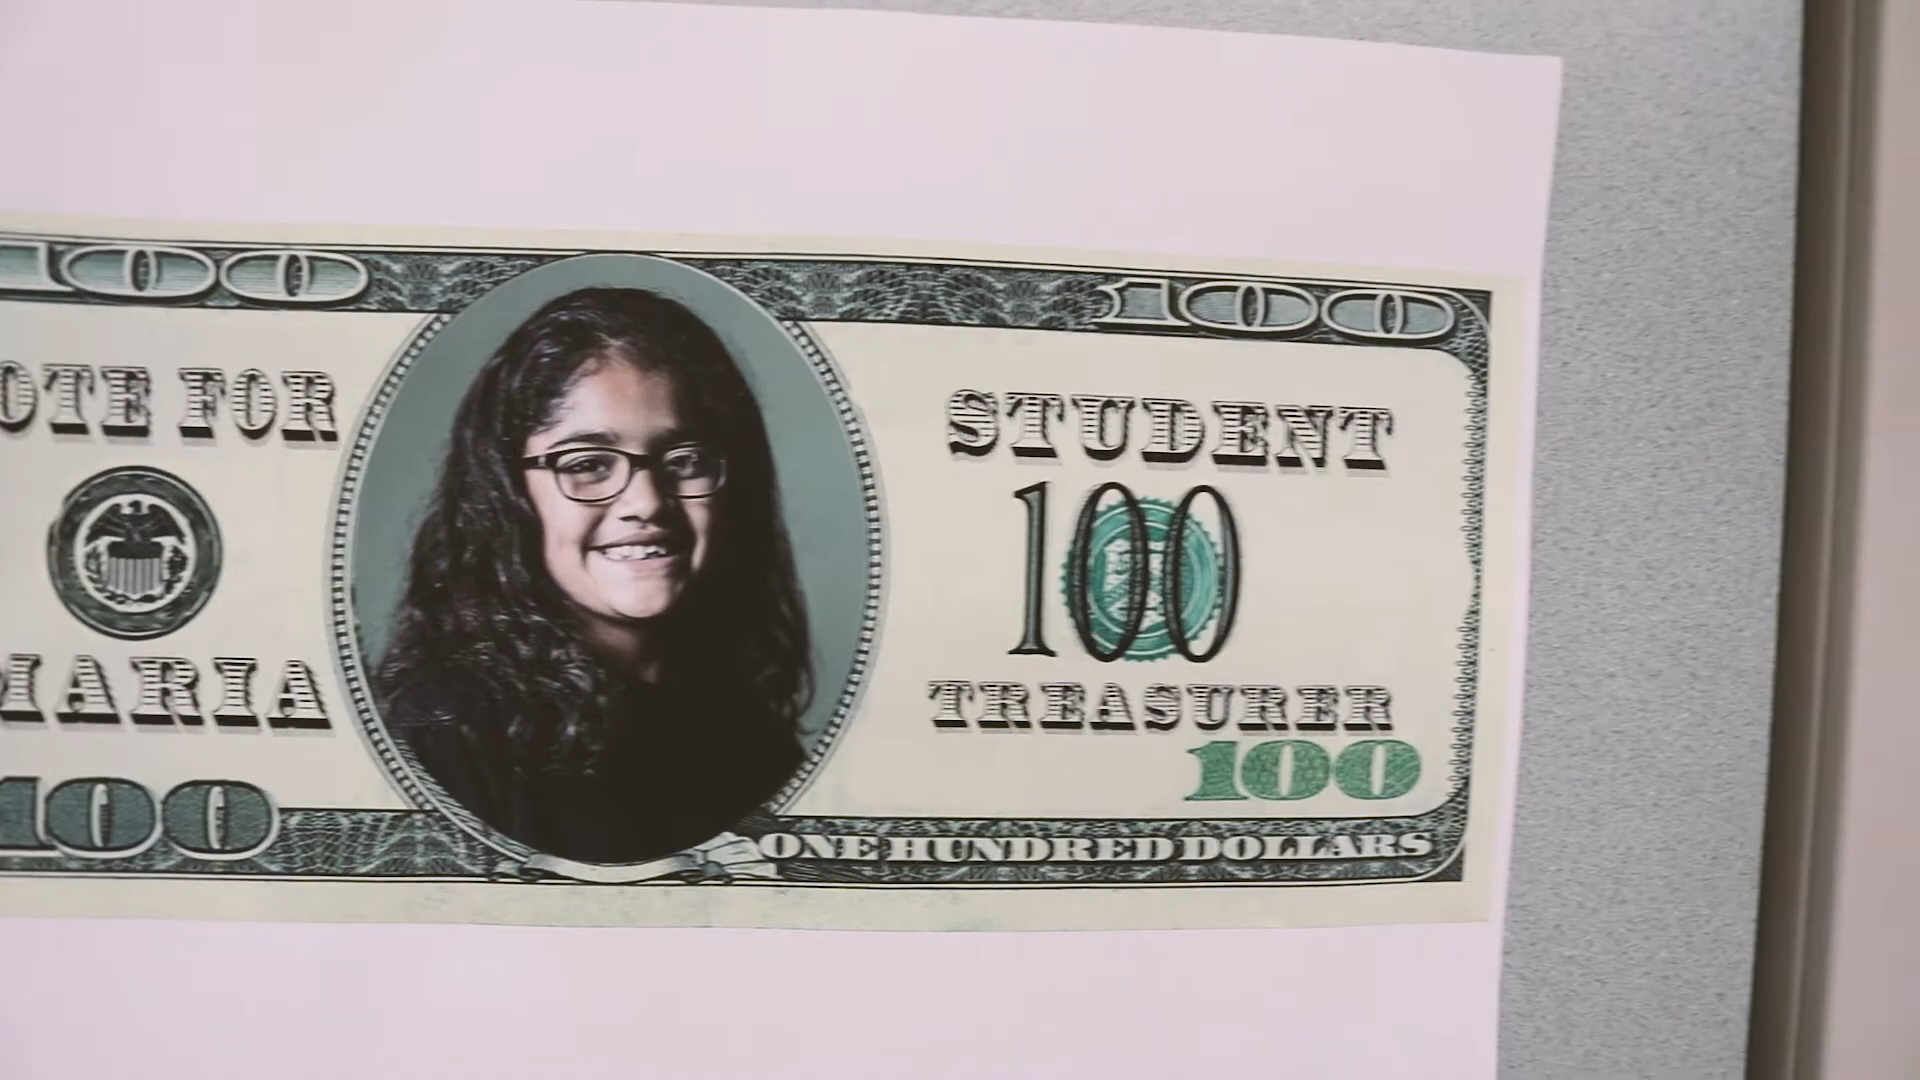 100 100
OTE FOR
STUDENT
100
MARIA
TREASURER
100
100
ONE HUNDRED DOLLARS